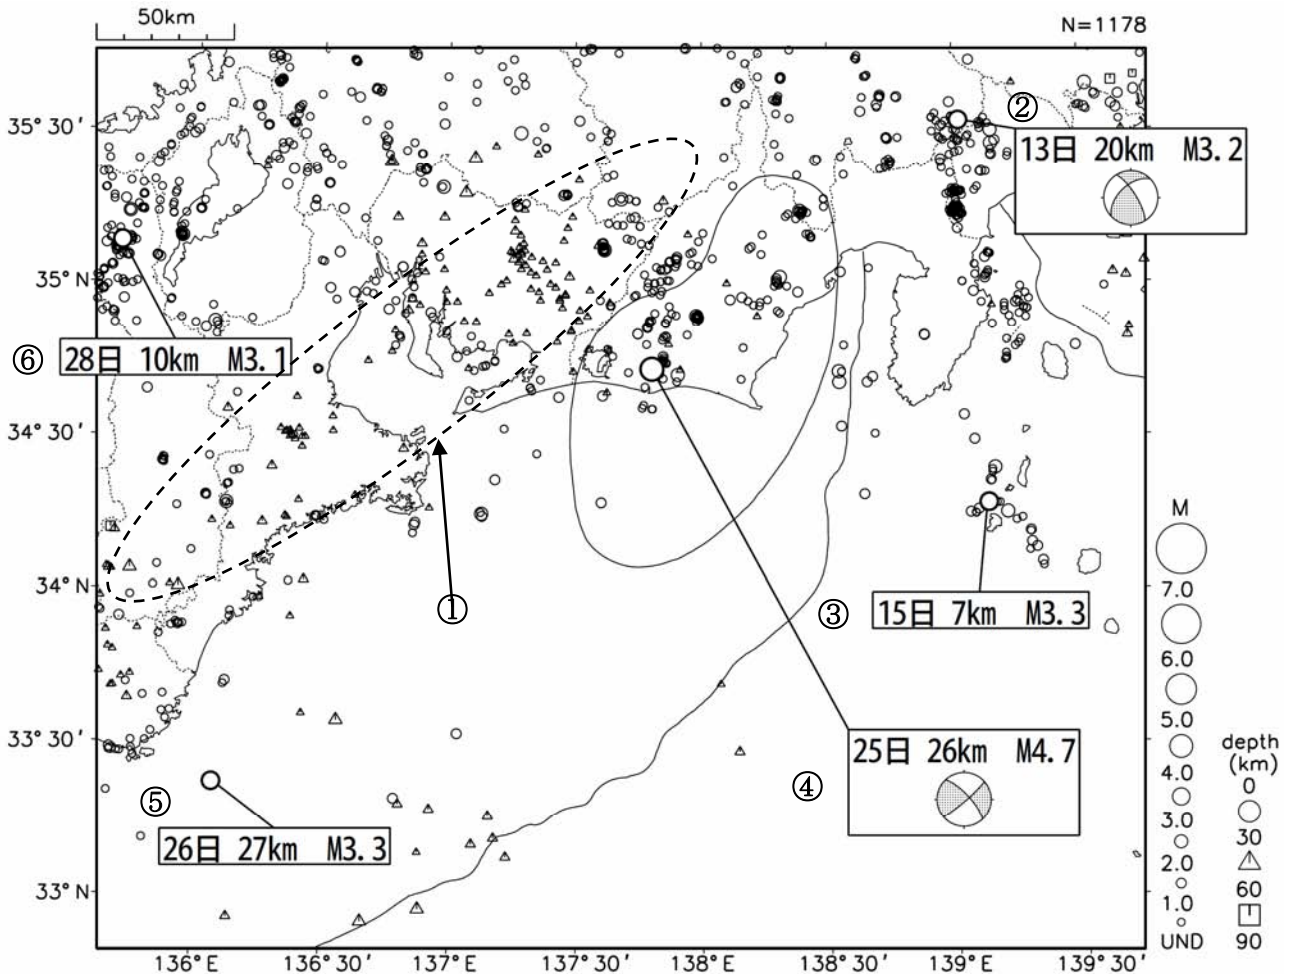 50km
N=1178
35° 30′
②
13日 20km M3.2
35° N
⑥
28日 10km M3.1
34° 30′
M
7.0
6.0
5.0
4.0
3.0
2.0
1.0
UND
34° N
①
③
15日 7km M3.3
33° 30′
25日 26km M4.7
④
depth
(km)
0
30
60
90
⑤
26日 27km M3.3
33° N
136° E
136° 30′
137° E
137° 30′
138° E
138° 30′
139° E
139° 30′